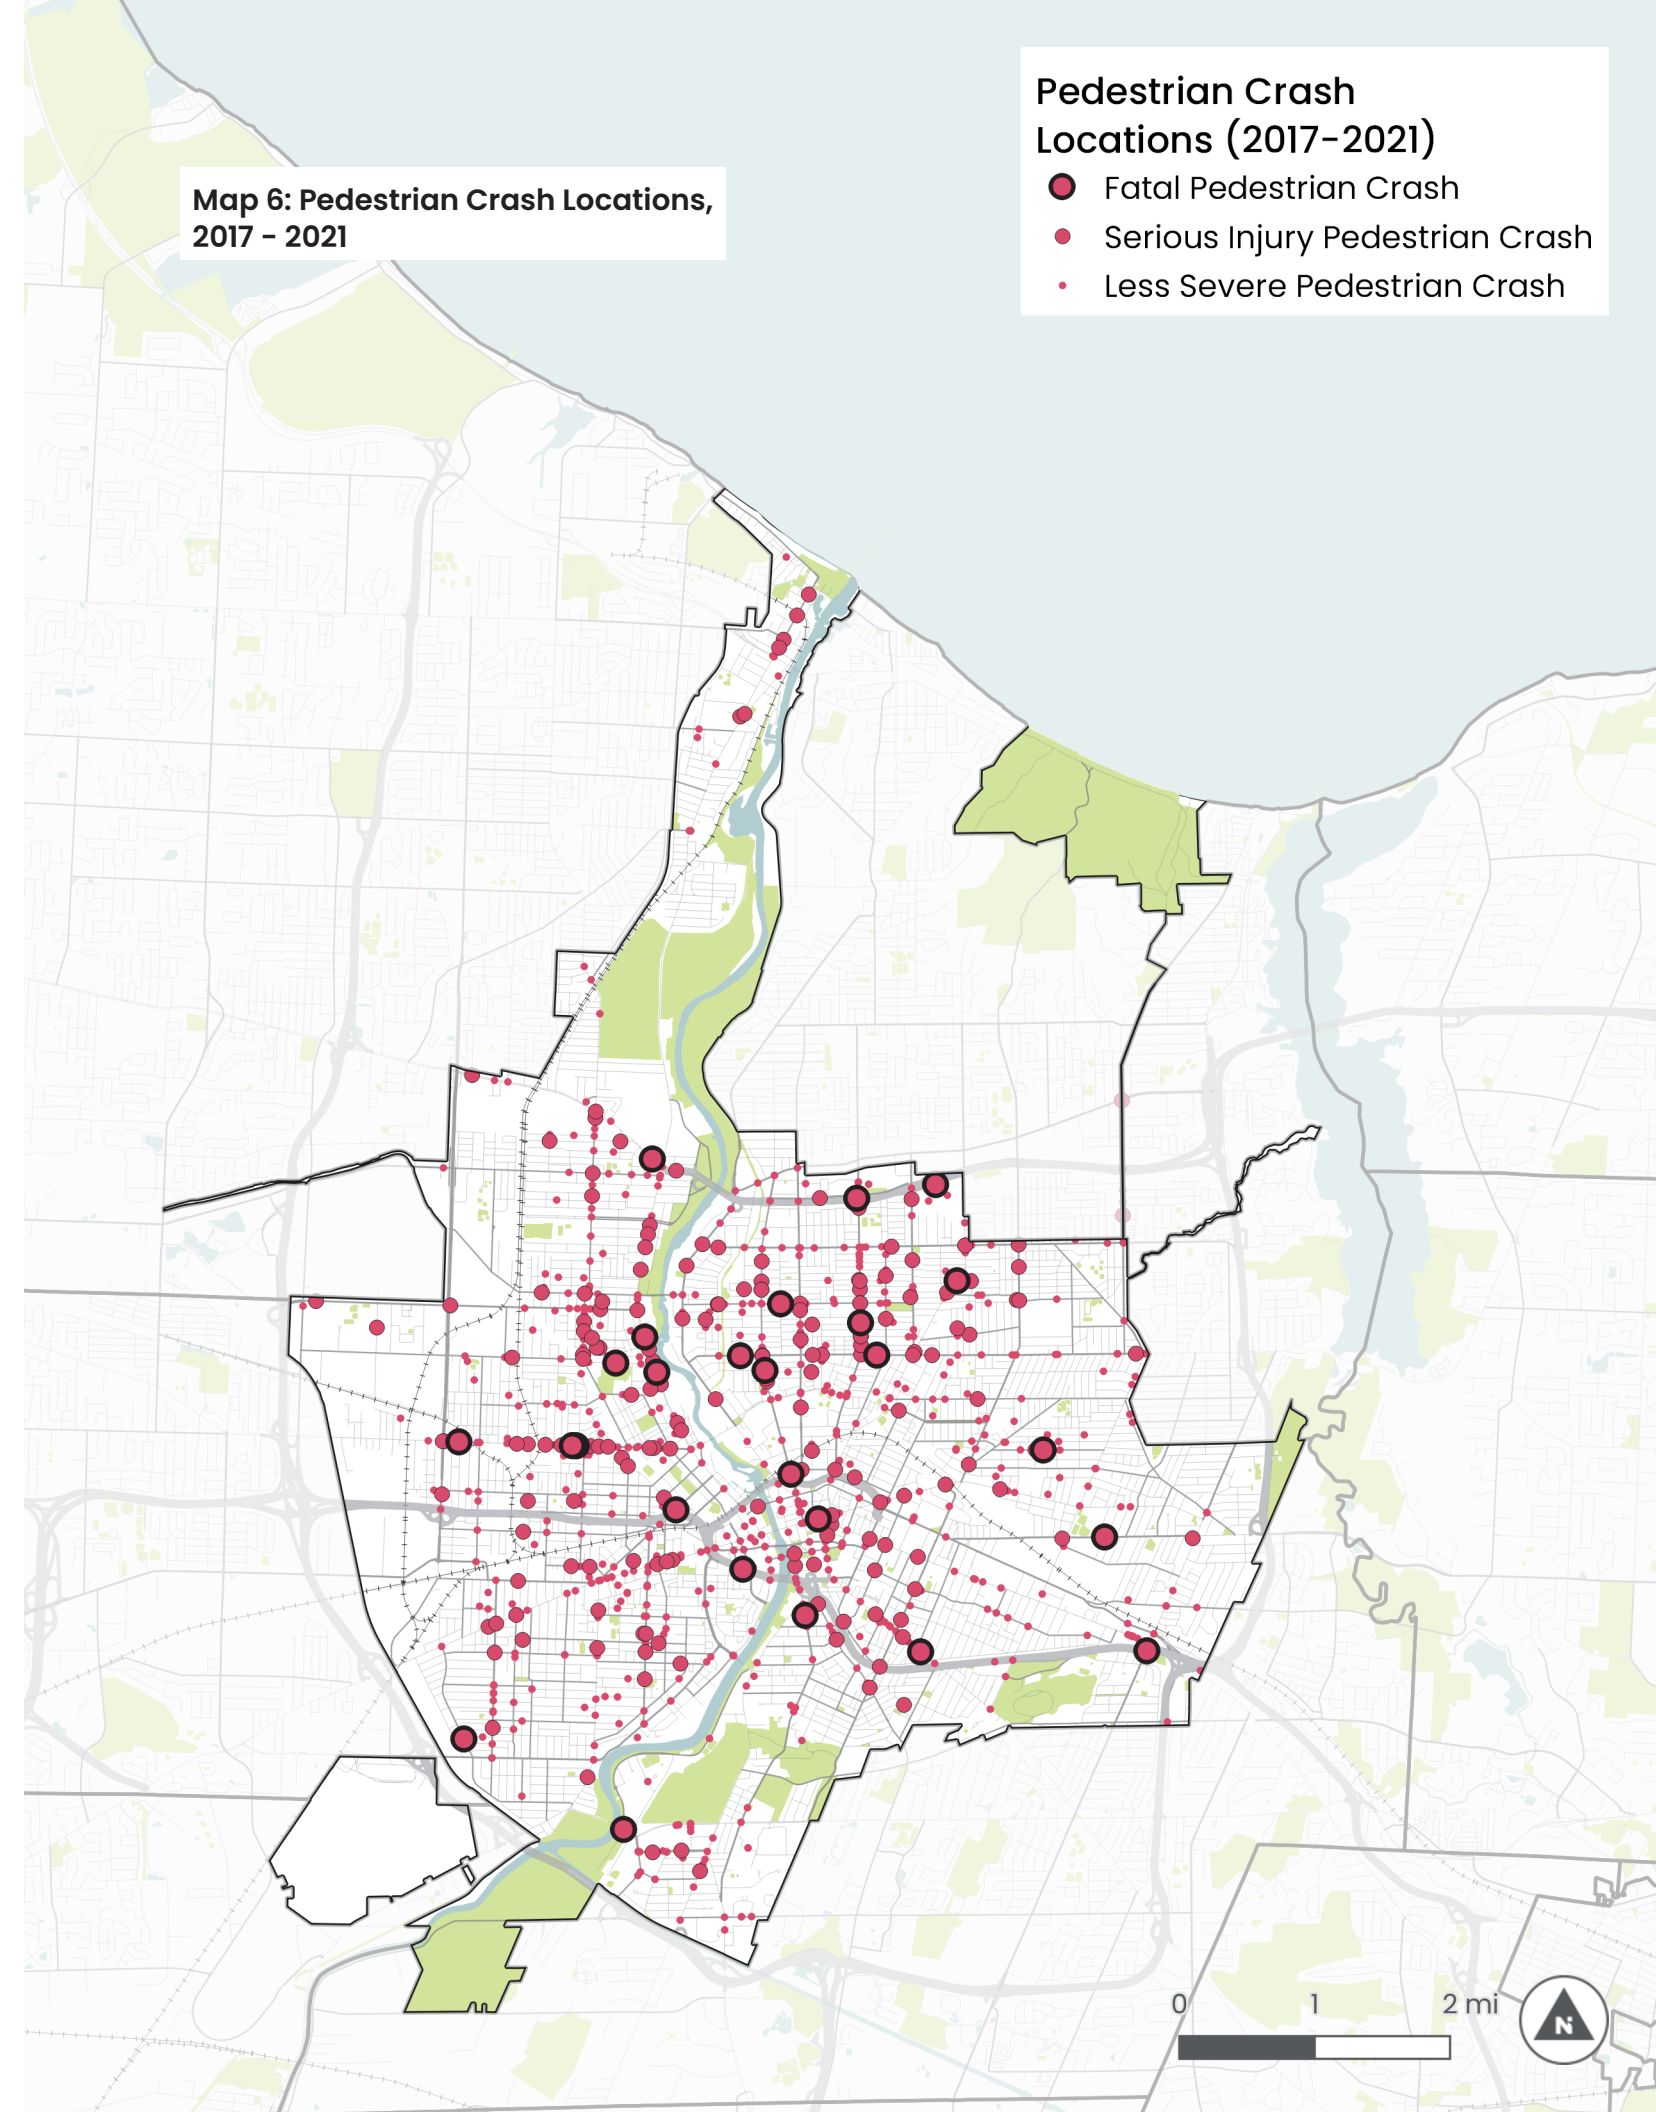 Pedestrian Crash
Locations (2017-2021)
Fatal Pedestrian Crash
Serious Injury Pedestrian Crash
Less Severe Pedestrian Crash
Map 6: Pedestrian Crash Locations,
2017 - 2021
0 1 2 mi
N